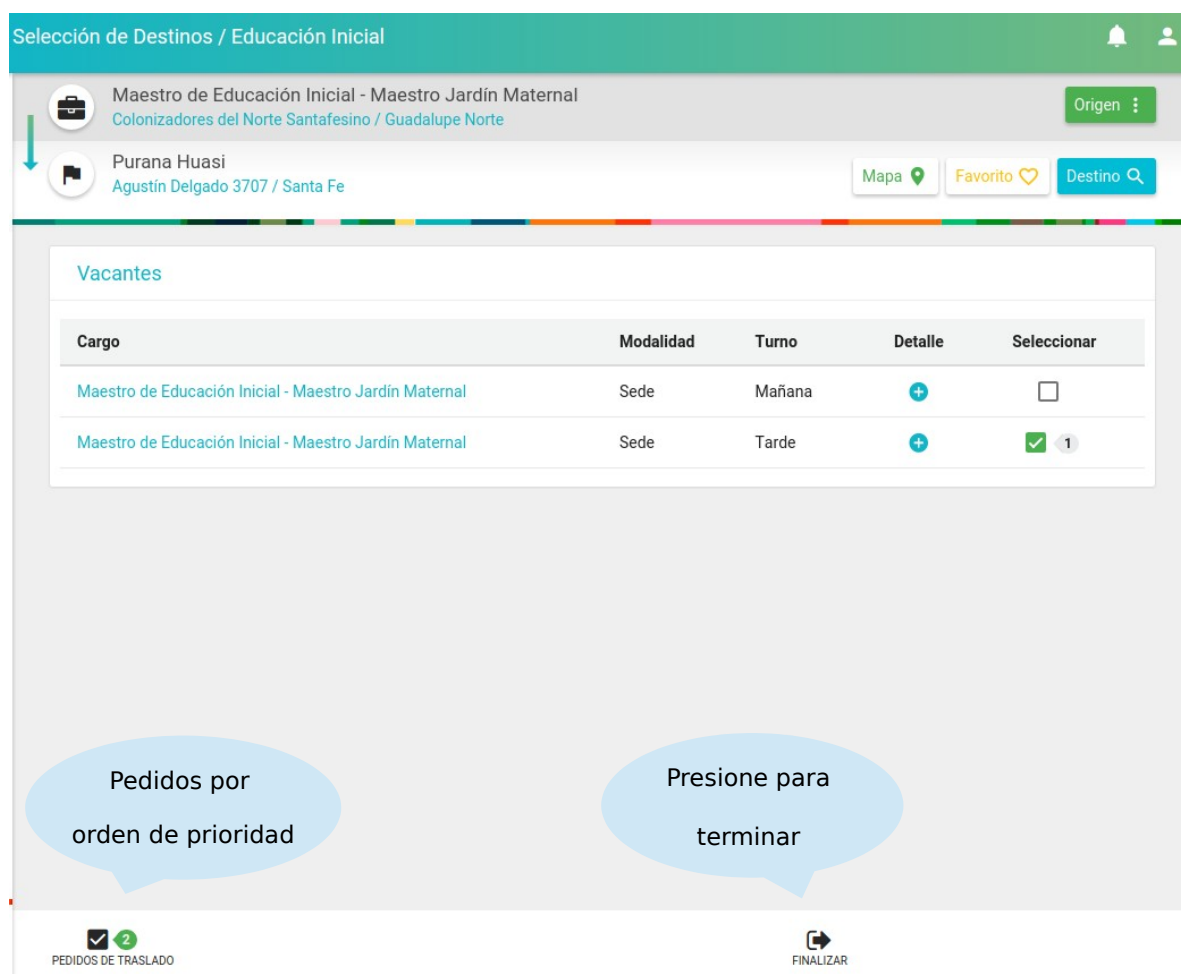 Selección de Destinos / Educación Inicial
Maestro de Educación Inicial - Maestro Jardín Maternal
Colonizadores del Norte Santafesino / Guadalupe Norte
Origen
Purana Huasi
Agustín Delgado 3707 / Santa Fe
Mapa Favorito Destino
Vacantes
Cargo Modalidad Turno Detalle Seleccionar
Maestro de Educación Inicial - Maestro Jardín Maternal Sede Mañana
Maestro de Educación Inicial - Maestro Jardín Maternal Sede Tarde 1
Pedidos por
orden de prioridad
Presione para
terminar
2
PEDIDOS DE TRASLADO
FINALIZAR